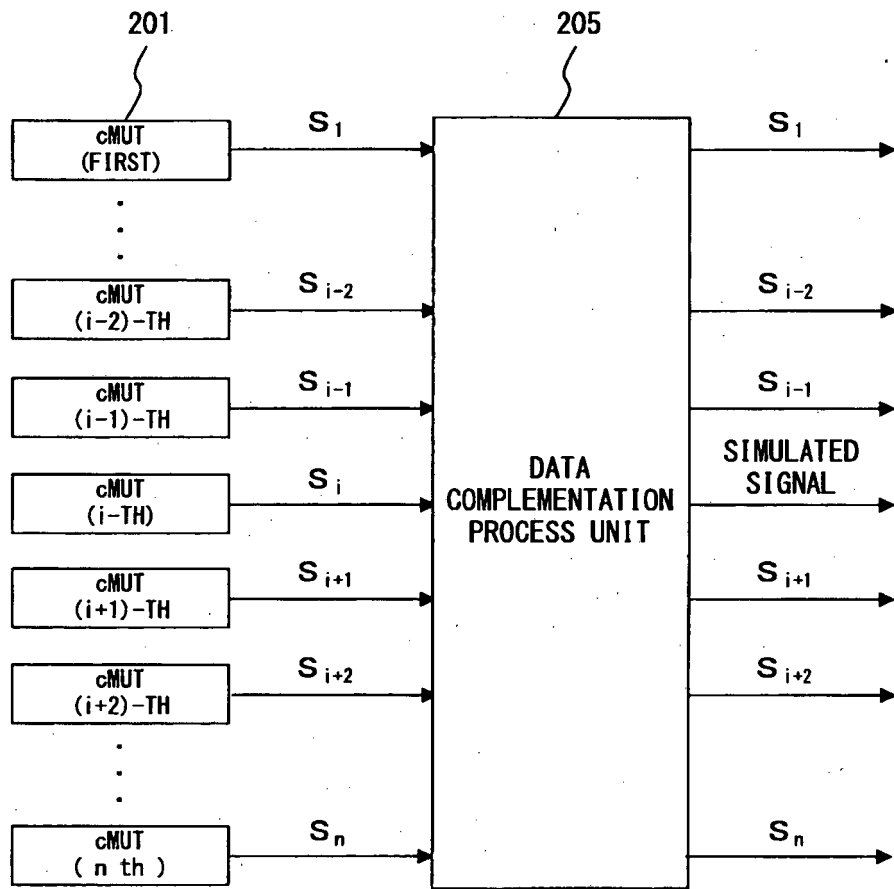 201
205
cMUT
(FIRST)
S1
S1
cMUT
(i-2)-TH
Si-2
Si-2
cMUT
(i-1)-TH
Si-1
Si-1
cMUT
(i-TH)
Si
DATA
COMPLEMENTATION
PROCESS UNIT
SIMULATED
SIGNAL
cMUT
(i+1)-TH
Si+1
Si+1
cMUT
(i+2)-TH
Si+2
Si+2
cMUT
( n th )
Sn
Sn